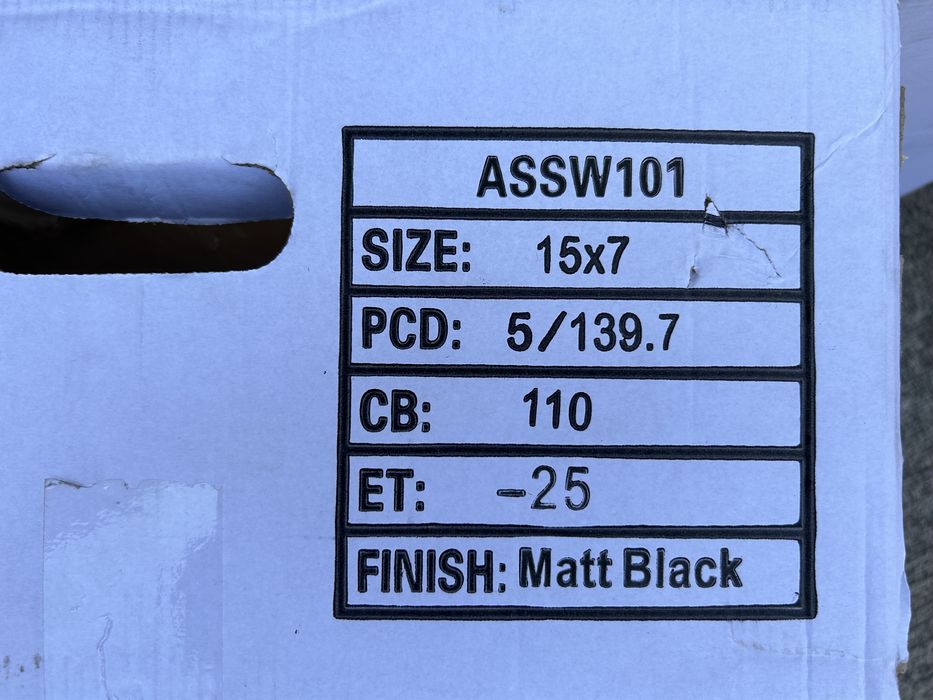 ASSW101
SIZE: 15x7
PCD: 5/139.7
CB: 110
ET: -25
FINISH: Matt Black